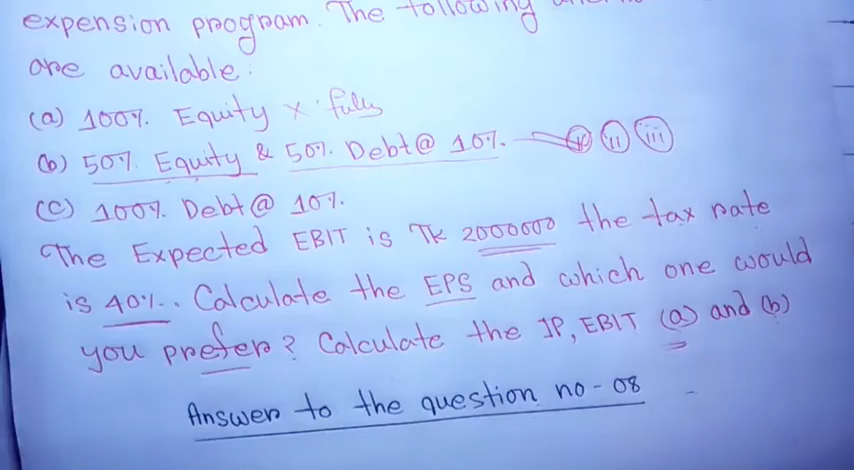 expension program. The following
are available:
(a) 100%. Equity x fully
(b) 50%. Equity & 50%. Debt@ 10%. (i) (ii) (iii)
(C) 100%. Debt@ 10%.
The Expected EBIT is Tk 2000000 the tax rate
is 40%. Calculate the EPS and which one would
you prefer? Calculate the IP, EBIT (a) and (b)
Answer to the question no-08